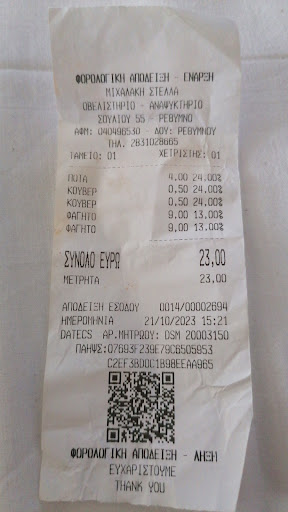 ΦΟΡΟΛΟΓΙΚΗ ΑΠΟΔΕΙΞΗ - ΕΝΑΡΞΗ
ΜΙΧΑΛΑΚΗ ΣΤΕΛΛΑ
ΟΒΕΛΙΣΤΗΡΙΟ - ΑΝΑΨΥΚΤΗΡΙΟ
ΣΟΥΛΙΟΥ 55 - ΡΕΘΥΜΝΟ
ΑΦΜ: 040496530 - ΔΟΥ: ΡΕΘΥΜΝΟΥ
ΤΗΛ. 2831028665
ΤΑΜΕΙΟ: 01 ΧΕΙΡΙΣΤΗΣ: 01
ΠΟΤΑ 4,00 24,00%
ΚΟΥΒΕΡ 0,50 24,00%
ΚΟΥΒΕΡ 0,50 24,00%
ΦΑΓΗΤΟ 9,00 13,00%
ΦΑΓΗΤΟ 9,00 13,00%
ΣΥΝΟΛΟ ΕΥΡΩ 23,00
ΜΕΤΡΗΤΑ 23,00
ΑΠΟΔΕΙΞΗ ΕΣΟΔΟΥ 0014/00002694
ΗΜΕΡΟΜΗΝΙΑ 21/10/2023 15:21
DATECS ΑΡ.ΜΗΤΡΩΟΥ: DSM 20003150
ΦΟΡΟΛΟΓΙΚΗ ΑΠΟΔΕΙΞΗ - ΛΗΞΗ
ΕΥΧΑΡΙΣΤΟΥΜΕ
THANK YOU